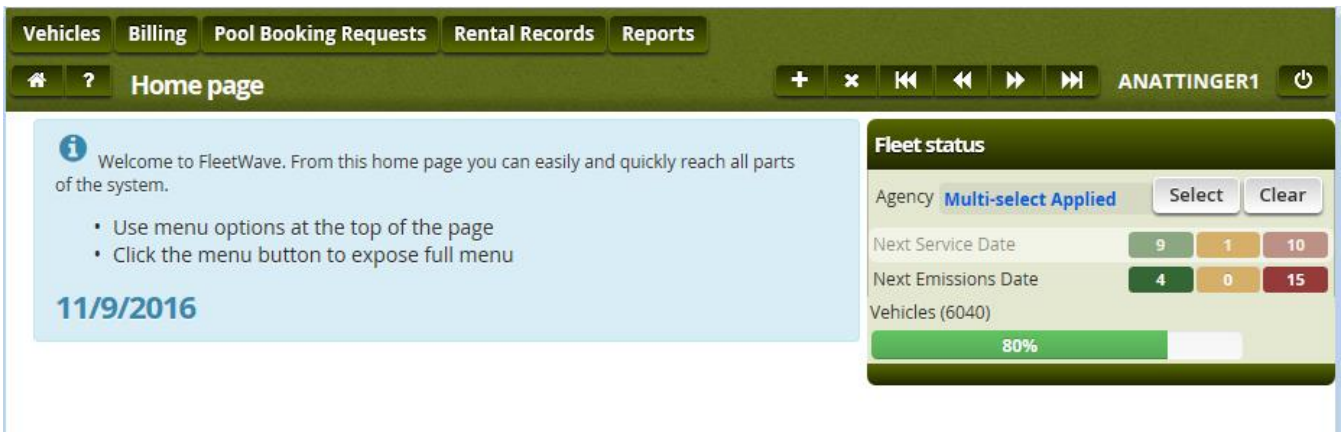 Vehicles Billing Pool Booking Requests Rental Records Reports
? Home page ANATTINGER1
Welcome to FleetWave. From this home page you can easily and quickly reach all parts
of the system.
• Use menu options at the top of the page
• Click the menu button to expose full menu
11/9/2016
Fleet status
Agency Multi-select Applied Select Clear
Next Service Date 9 1 10
Next Emissions Date 4 0 15
Vehicles (6040)
80%